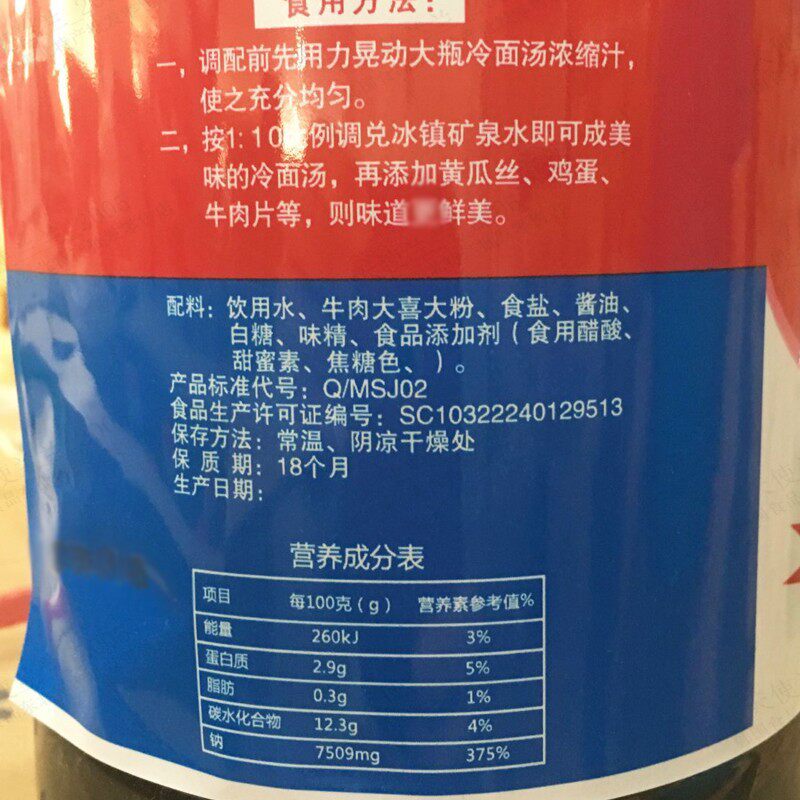 食用方法：
一，调配前先用力晃动大瓶冷面汤浓缩汁，
使之充分均匀。
二，按1:10 例调兑冰镇矿泉水即可成美
味的冷面汤，再添加黄瓜丝、鸡蛋、
牛肉片等，则味道 鲜美。
配料：饮用水、牛肉大喜大粉、食盐、酱油、
白糖、味精、食品添加剂（食用醋酸、
甜蜜素、焦糖色、）。
产品标准代号：Q/MSJ02
食品生产许可证编号：SC10322240129513
保存方法：常温、阴凉干燥处
保质期：18个月
生产日期：
营养成分表
项目 每100克（g） 营养素参考值%
能量 260kJ 3%
蛋白质 2.9g 5%
脂肪 0.3g 1%
碳水化合物 12.3g 4%
钠 7509mg 375%